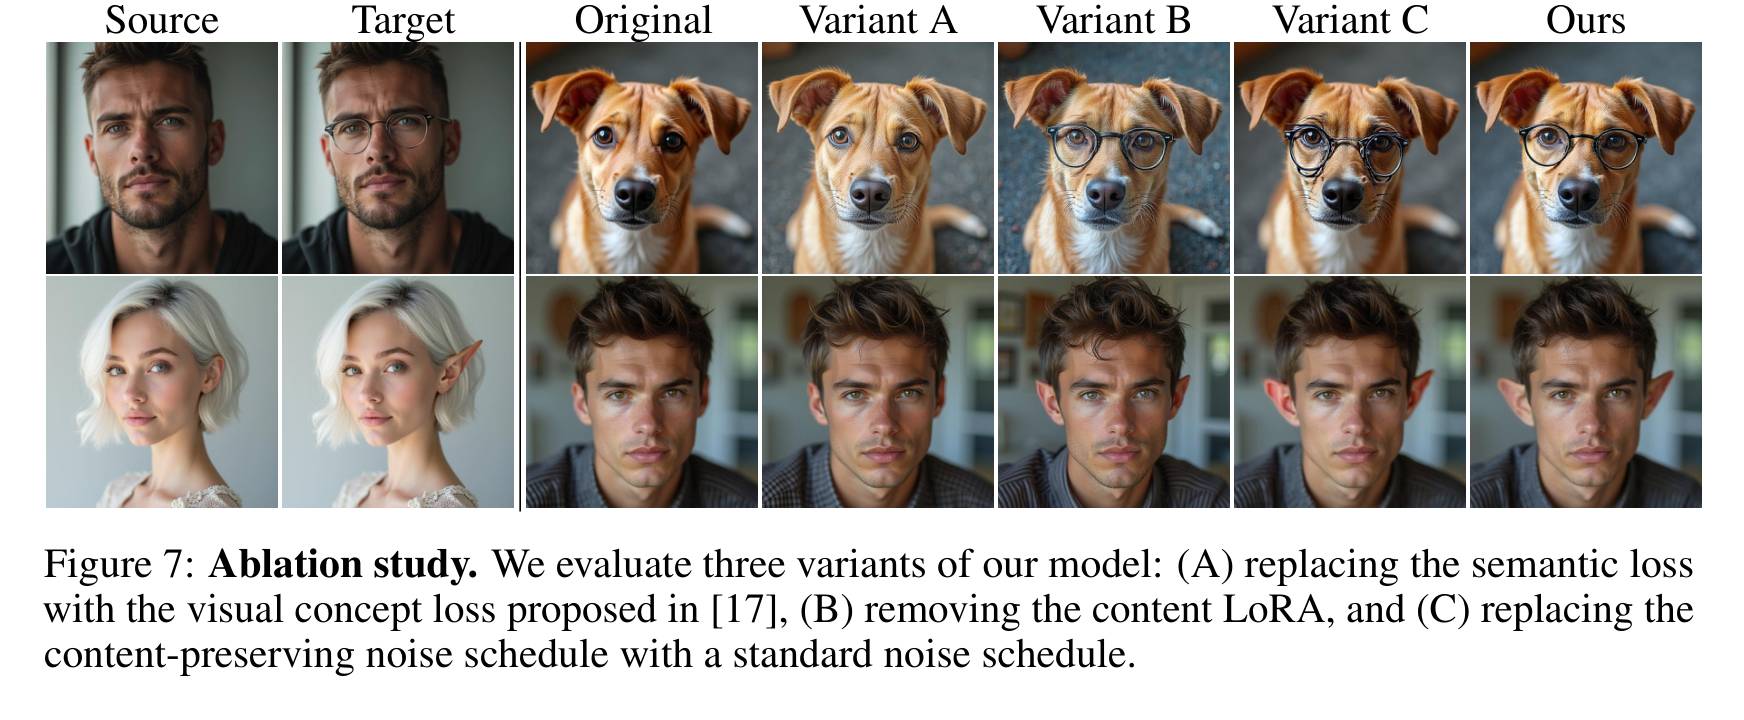 Source Target Original Variant A Variant B Variant C Ours
Figure 7: Ablation study. We evaluate three variants of our model: (A) replacing the semantic loss
with the visual concept loss proposed in [17], (B) removing the content LoRA, and (C) replacing the
content-preserving noise schedule with a standard noise schedule.